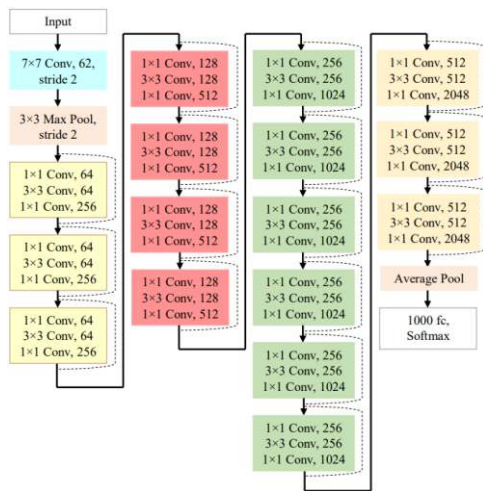 Input
7×7 Conv, 62,
stride 2
3×3 Max Pool,
stride 2
1×1 Conv, 64
3×3 Conv, 64
1×1 Conv, 256
1×1 Conv, 64
3×3 Conv, 64
1×1 Conv, 256
1×1 Conv, 64
3×3 Conv, 64
1×1 Conv, 256
1×1 Conv, 128
3×3 Conv, 128
1×1 Conv, 512
1×1 Conv, 128
3×3 Conv, 128
1×1 Conv, 512
1×1 Conv, 128
3×3 Conv, 128
1×1 Conv, 512
1×1 Conv, 128
3×3 Conv, 128
1×1 Conv, 512
1×1 Conv, 256
3×3 Conv, 256
1×1 Conv, 1024
1×1 Conv, 256
3×3 Conv, 256
1×1 Conv, 1024
1×1 Conv, 256
3×3 Conv, 256
1×1 Conv, 1024
1×1 Conv, 256
3×3 Conv, 256
1×1 Conv, 1024
1×1 Conv, 256
3×3 Conv, 256
1×1 Conv, 1024
1×1 Conv, 256
3×3 Conv, 256
1×1 Conv, 1024
1×1 Conv, 512
3×3 Conv, 512
1×1 Conv, 2048
1×1 Conv, 512
3×3 Conv, 512
1×1 Conv, 2048
1×1 Conv, 512
3×3 Conv, 512
1×1 Conv, 2048
Average Pool
1000 fc,
Softmax